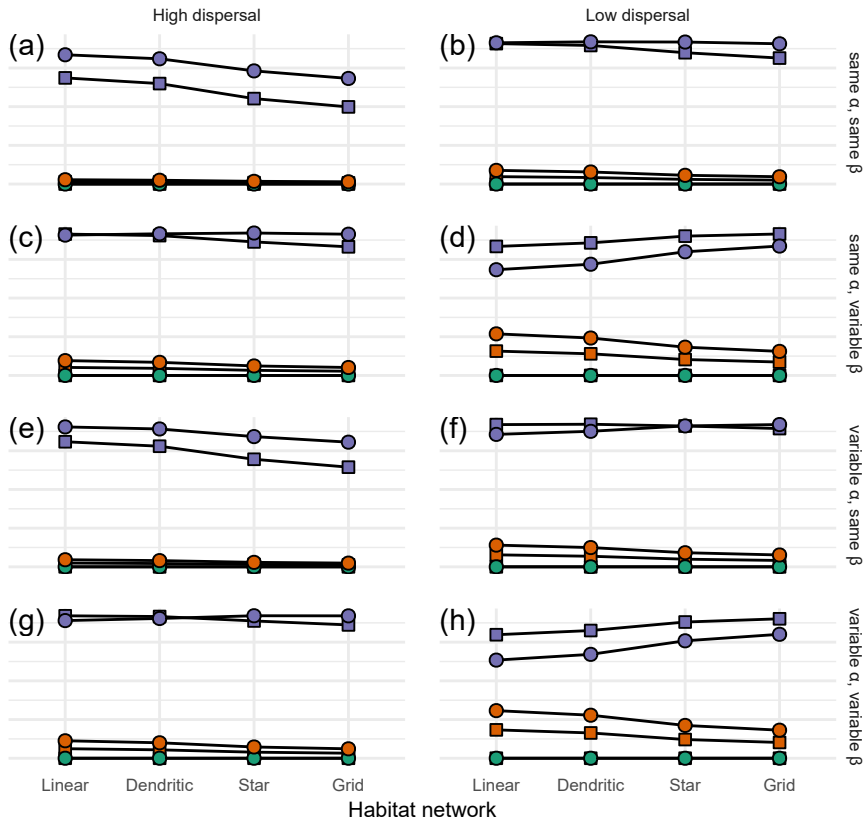 High dispersal
Low dispersal
(a)
(b)
same α, same β
(c)
(d)
same α, variable β
(e)
(f)
variable α, same β
(g)
(h)
variable α, variable β
Linear Dendritic Star Grid
Linear Dendritic Star Grid
Habitat network